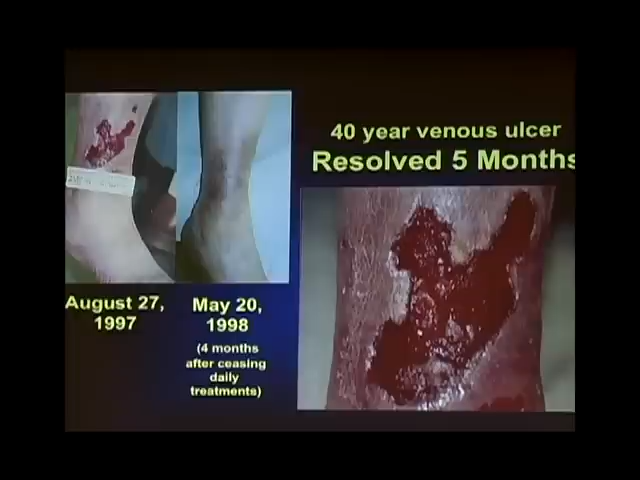 40 year venous ulcer
Resolved 5 Months
August 27,
1997
May 20,
1998
(4 months
after ceasing
daily
treatments)